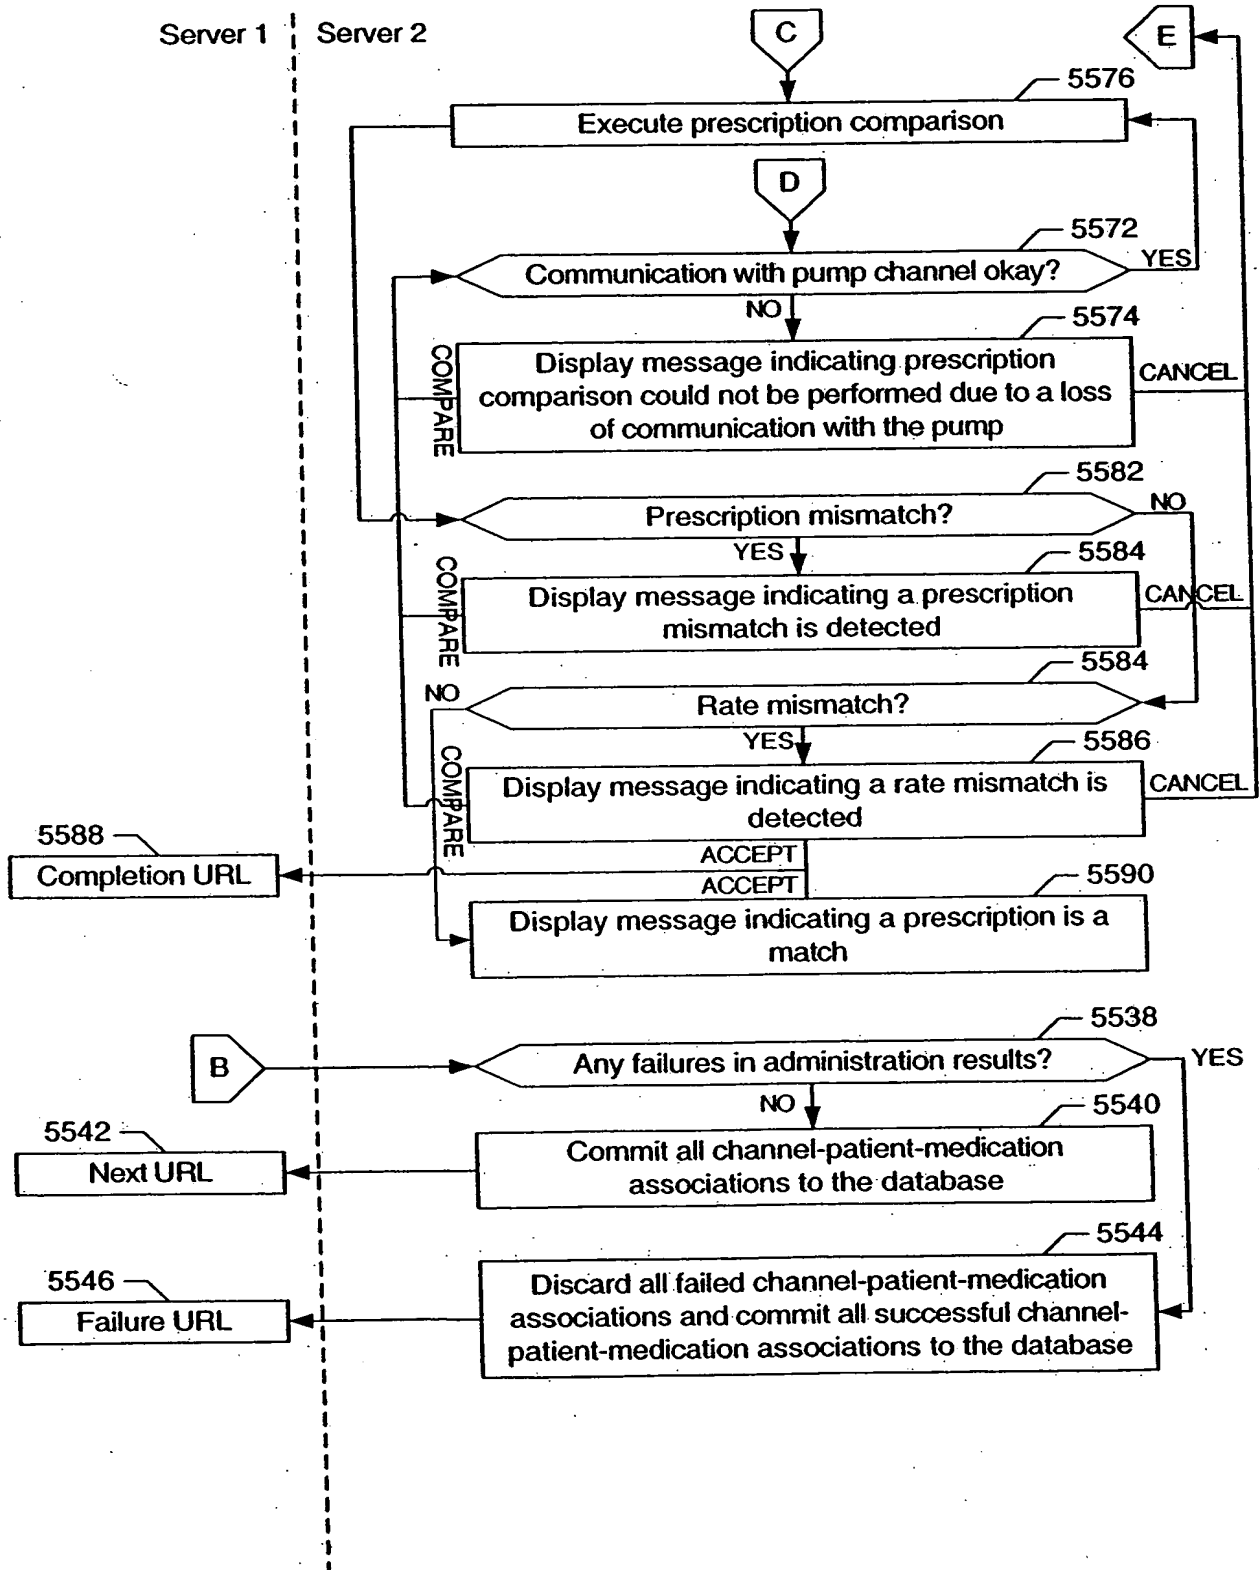 Server 1
Server 2
C
E
5576
Execute prescription comparison
D
5572
Communication with pump channel okay?
YES
NO
5574
COMPARE
Display message indicating prescription
comparison could not be performed due to a loss
of communication with the pump
CANCEL
5582
Prescription mismatch?
NO
YES
5584
COMPARE
Display message indicating a prescription
mismatch is detected
CANCEL
5584
NO
Rate mismatch?
YES
5586
COMPARE
Display message indicating a rate mismatch is
detected
CANCEL
5588
Completion URL
ACCEPT
ACCEPT
5590
Display message indicating a prescription is a
match
5538
B
Any failures in administration results?
YES
NO
5540
5542
Commit all channel-patient-medication
associations to the database
Next URL
5544
5546
Discard all failed channel-patient-medication
associations and commit all successful channel-
patient-medication associations to the database
Failure URL